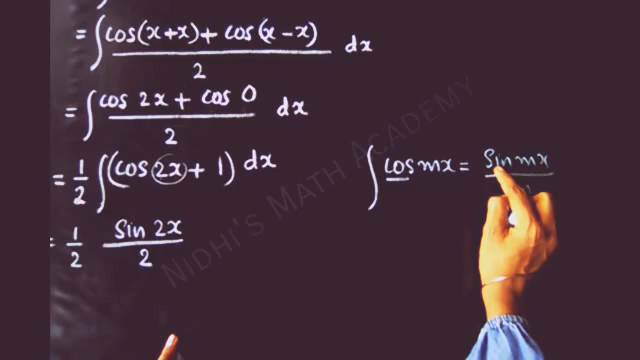 = ∫ cos(x+x) + cos(x-x) / 2 dx
= ∫ cos 2x + cos 0 / 2 dx
= 1/2 ∫ (cos 2x + 1) dx
∫ cos mx = sin mx
= 1/2 sin 2x / 2
NIDHI'S MATH ACADEMY